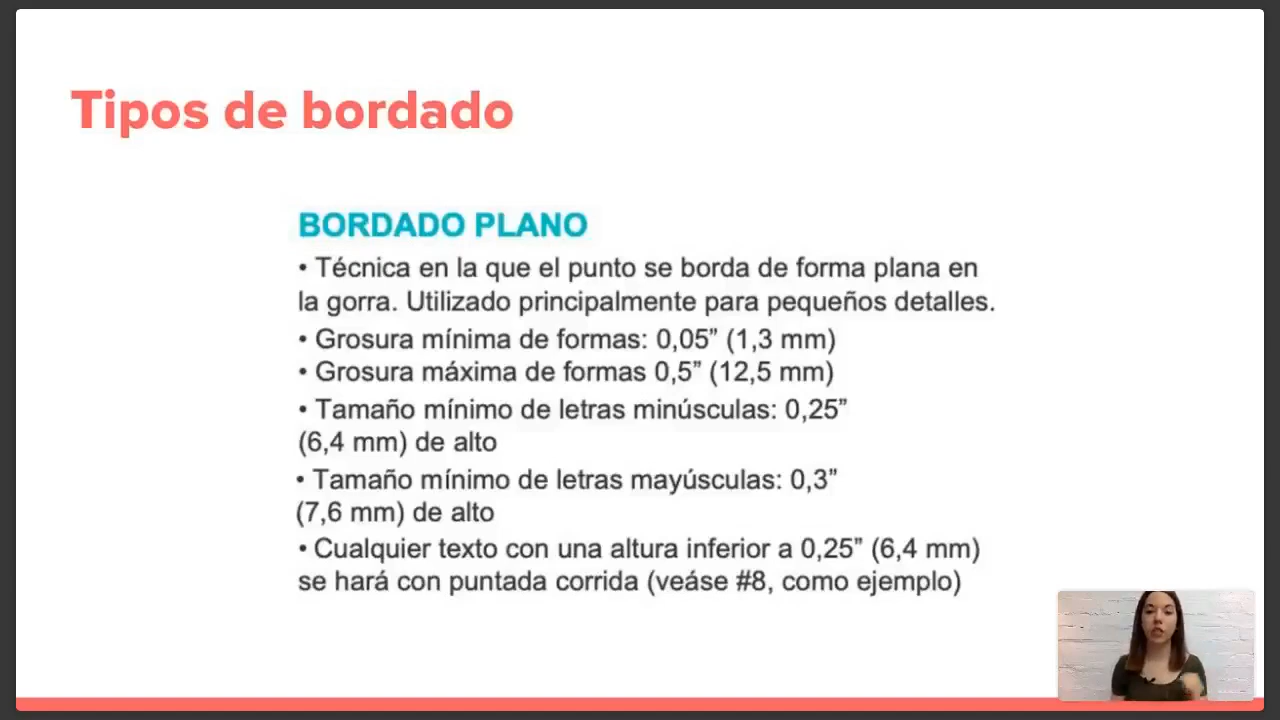 Tipos de bordado
BORDADO PLANO
• Técnica en la que el punto se borda de forma plana en
la gorra. Utilizado principalmente para pequeños detalles.
• Grosura mínima de formas: 0,05” (1,3 mm)
• Grosura máxima de formas 0,5” (12,5 mm)
• Tamaño mínimo de letras minúsculas: 0,25”
(6,4 mm) de alto
• Tamaño mínimo de letras mayúsculas: 0,3”
(7,6 mm) de alto
• Cualquier texto con una altura inferior a 0,25” (6,4 mm)
se hará con puntada corrida (veáse #8, como ejemplo)